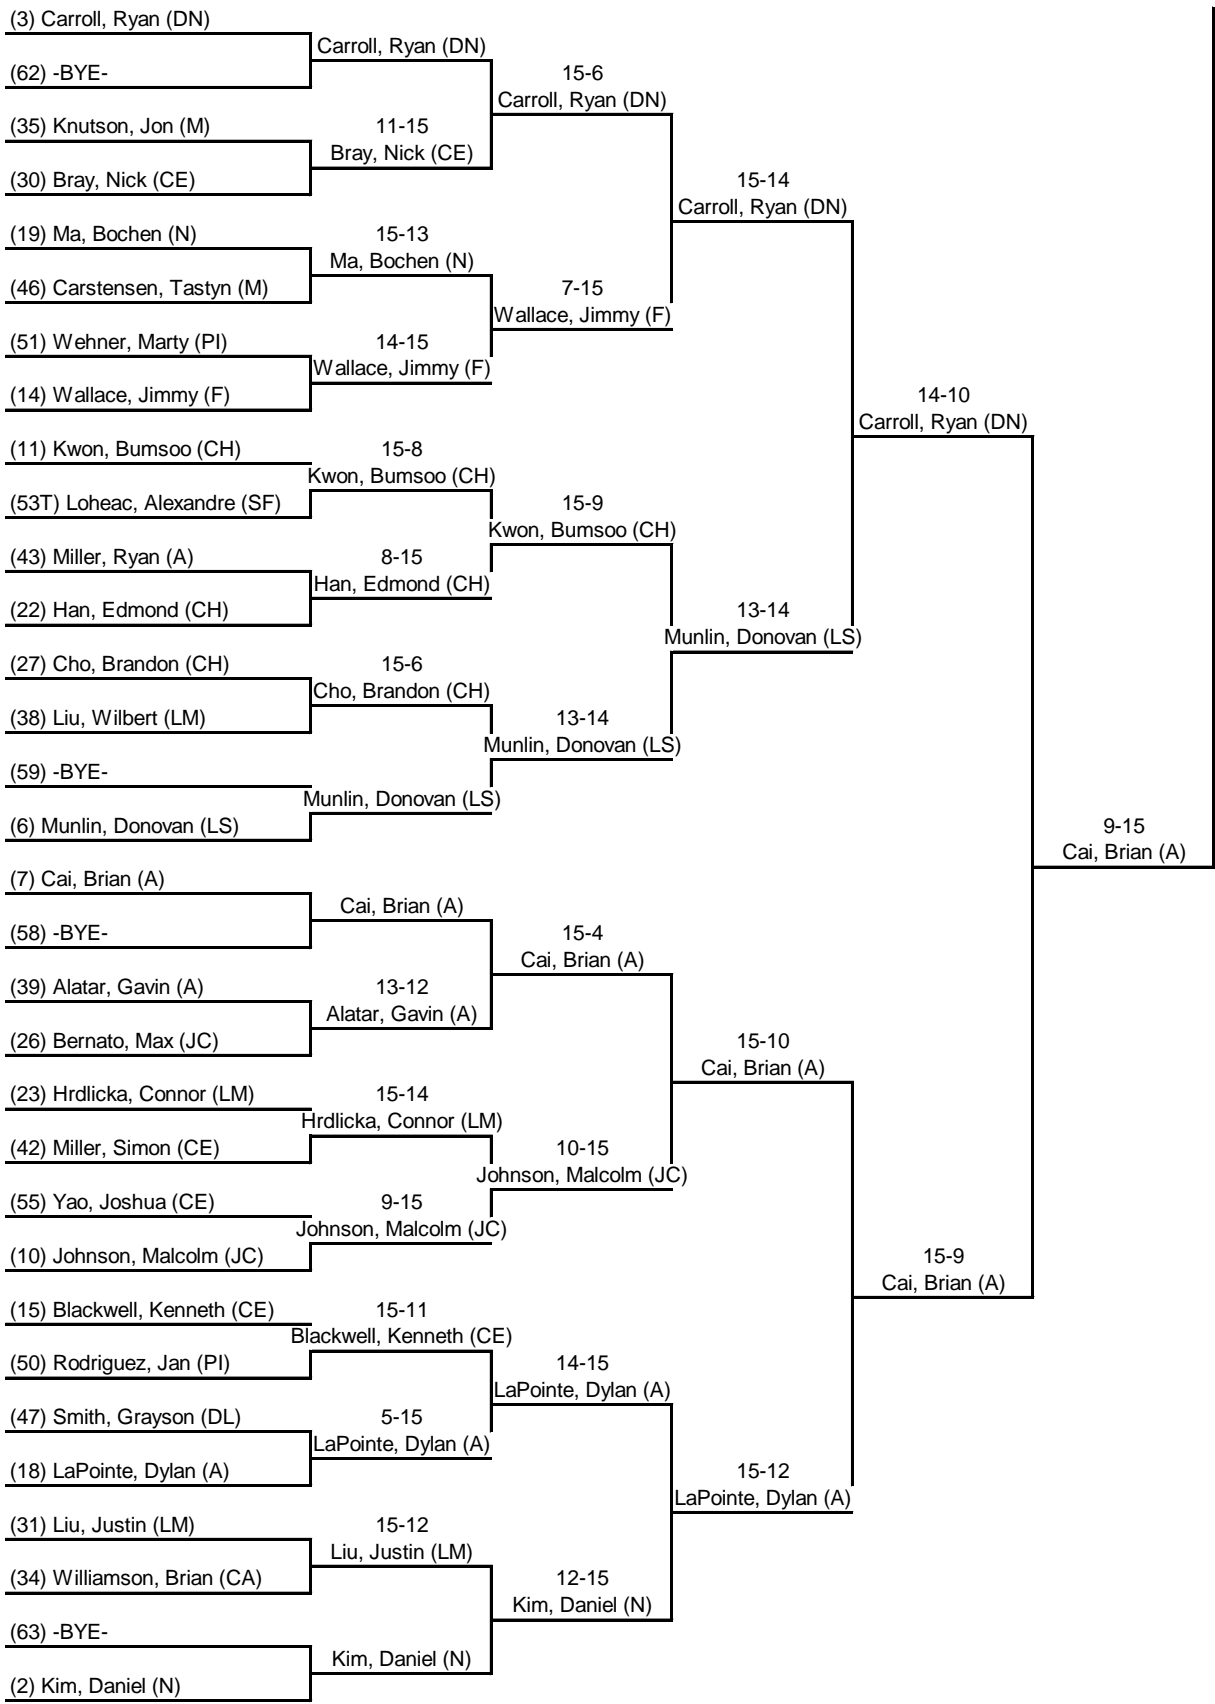 (3) Carroll, Ryan (DN)
(62) -BYE-
(35) Knutson, Jon (M)
(30) Bray, Nick (CE)
(19) Ma, Bochen (N)
(46) Carstensen, Tastyn (M)
(51) Wehner, Marty (PI)
(14) Wallace, Jimmy (F)
(11) Kwon, Bumsoo (CH)
(53T) Loheac, Alexandre (SF)
(43) Miller, Ryan (A)
(22) Han, Edmond (CH)
(27) Cho, Brandon (CH)
(38) Liu, Wilbert (LM)
(59) -BYE-
(6) Munlin, Donovan (LS)
(7) Cai, Brian (A)
(58) -BYE-
(39) Alatar, Gavin (A)
(26) Bernato, Max (JC)
(23) Hrdlicka, Connor (LM)
(42) Miller, Simon (CE)
(55) Yao, Joshua (CE)
(10) Johnson, Malcolm (JC)
(15) Blackwell, Kenneth (CE)
(50) Rodriguez, Jan (PI)
(47) Smith, Grayson (DL)
(18) LaPointe, Dylan (A)
(31) Liu, Justin (LM)
(34) Williamson, Brian (CA)
(63) -BYE-
(2) Kim, Daniel (N)
Carroll, Ryan (DN)
11-15
Bray, Nick (CE)
15-13
Ma, Bochen (N)
14-15
Wallace, Jimmy (F)
15-8
Kwon, Bumsoo (CH)
8-15
Han, Edmond (CH)
15-6
Cho, Brandon (CH)
Munlin, Donovan (LS)
Cai, Brian (A)
13-12
Alatar, Gavin (A)
15-14
Hrdlicka, Connor (LM)
9-15
Johnson, Malcolm (JC)
15-11
Blackwell, Kenneth (CE)
5-15
LaPointe, Dylan (A)
15-12
Liu, Justin (LM)
Kim, Daniel (N)
15-6
Carroll, Ryan (DN)
7-15
Wallace, Jimmy (F)
15-9
Kwon, Bumsoo (CH)
13-14
Munlin, Donovan (LS)
15-4
Cai, Brian (A)
10-15
Johnson, Malcolm (JC)
14-15
LaPointe, Dylan (A)
12-15
Kim, Daniel (N)
15-14
Carroll, Ryan (DN)
13-14
Munlin, Donovan (LS)
15-10
Cai, Brian (A)
15-12
LaPointe, Dylan (A)
14-10
Carroll, Ryan (DN)
15-9
Cai, Brian (A)
9-15
Cai, Brian (A)